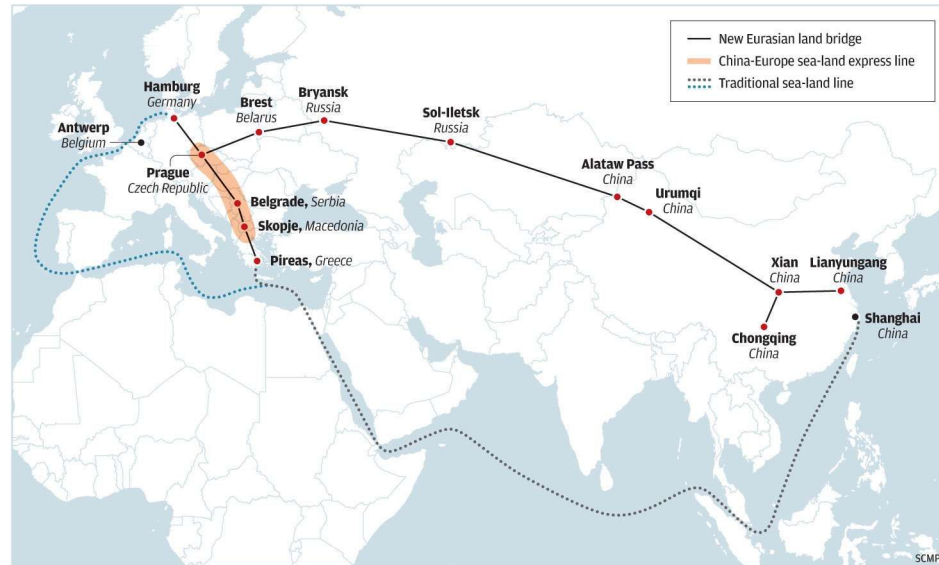 New Eurasian land bridge
China-Europe sea-land express line
Traditional sea-land line
Hamburg
Germany
Antwerp
Belgium
Prague
Czech Republic
Brest
Belarus
Bryansk
Russia
Sol-Iletsk
Russia
Belgrade, Serbia
Skopje, Macedonia
Pireas, Greece
Alataw Pass
China
Urumqi
China
Xian
China
Lianyungang
China
Shanghai
China
Chongqing
China
SCMP